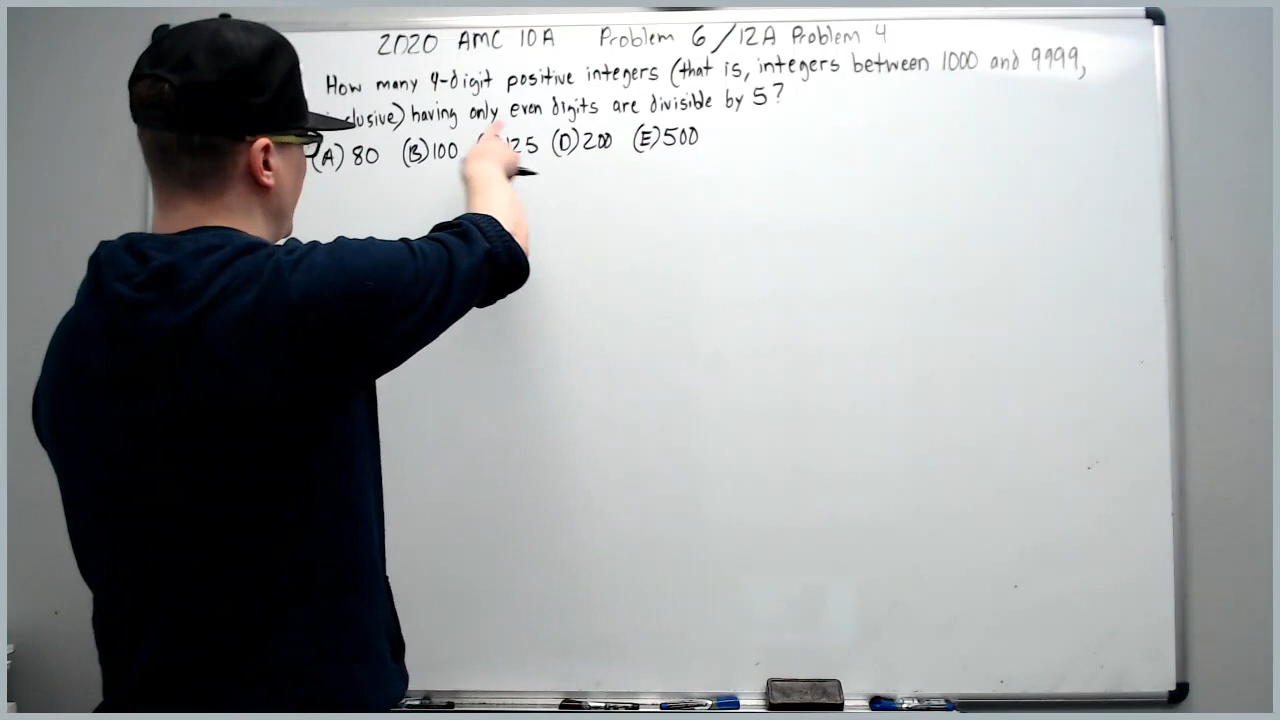 2020 AMC 10A Problem 6/12A Problem 4
How many 4-digit positive integers (that is, integers between 1000 and 9999,
having only even digits are divisible by 5?
(A) 80 (B) 100 125 (D) 200 (E) 500